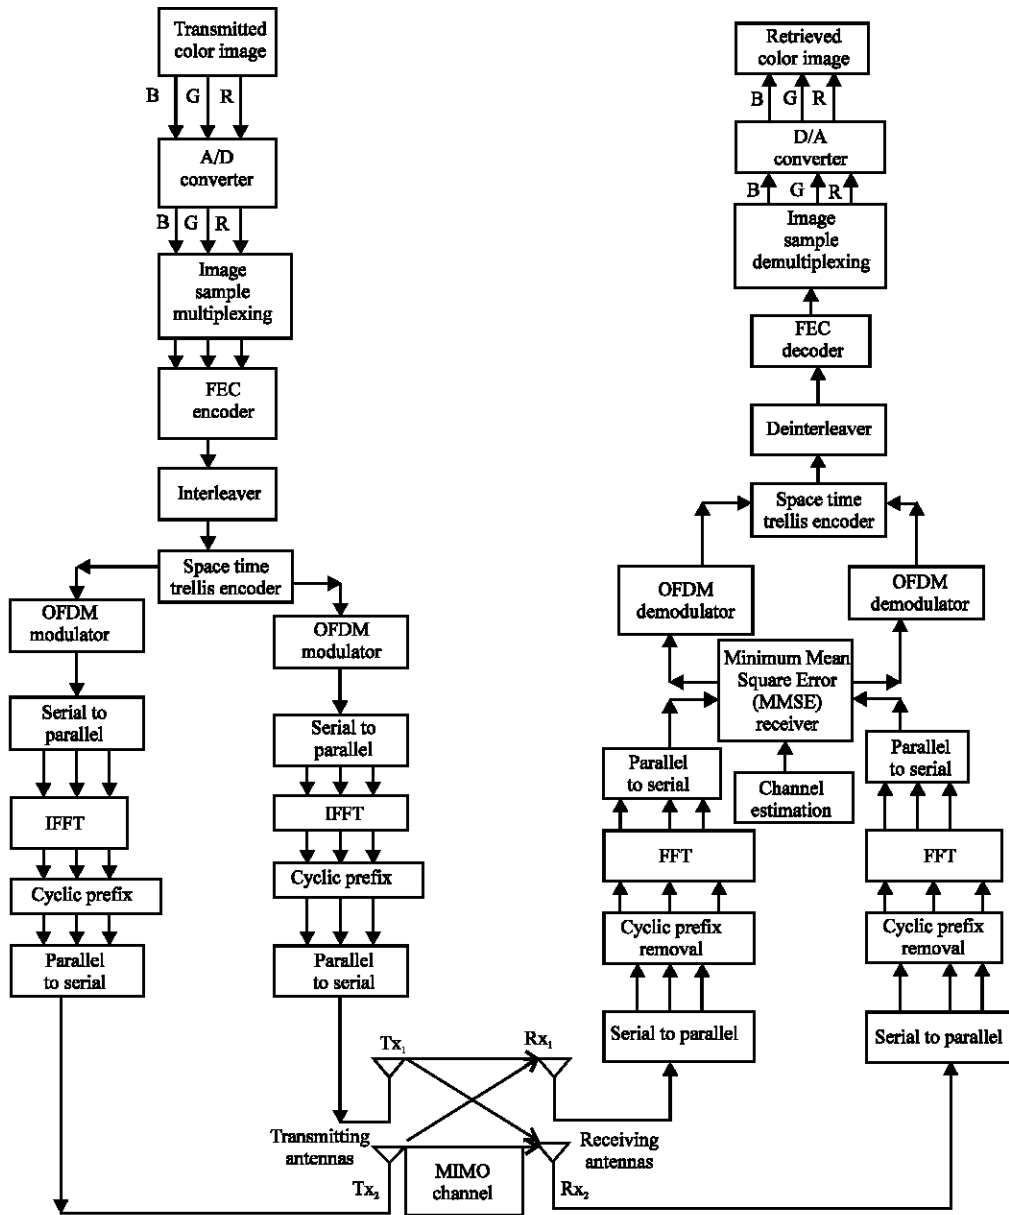 Transmitted
color image
B G R
A/D
converter
B G R
Image
sample
multiplexing
FEC
encoder
Interleaver
Space time
trellis encoder
OFDM
modulator
Serial to
parallel
IFFT
Cyclic prefix
Parallel
to serial
OFDM
modulator
Serial to
parallel
IFFT
Cyclic prefix
Parallel
to serial
Tx₁
Rx₁
Transmitting
antennas
Receiving
antennas
Tx₂
MIMO
channel
Rx₂
Retrieved
color image
B G R
D/A
converter
B G R
Image
sample
demultiplexing
FEC
decoder
Deinterleaver
Space time
trellis encoder
OFDM
demodulator
OFDM
demodulator
Minimum Mean
Square Error
(MMSE)
receiver
Channel
estimation
Parallel
to serial
FFT
Cyclic prefix
removal
Serial to parallel
Parallel
to serial
FFT
Cyclic prefix
removal
Serial to parallel